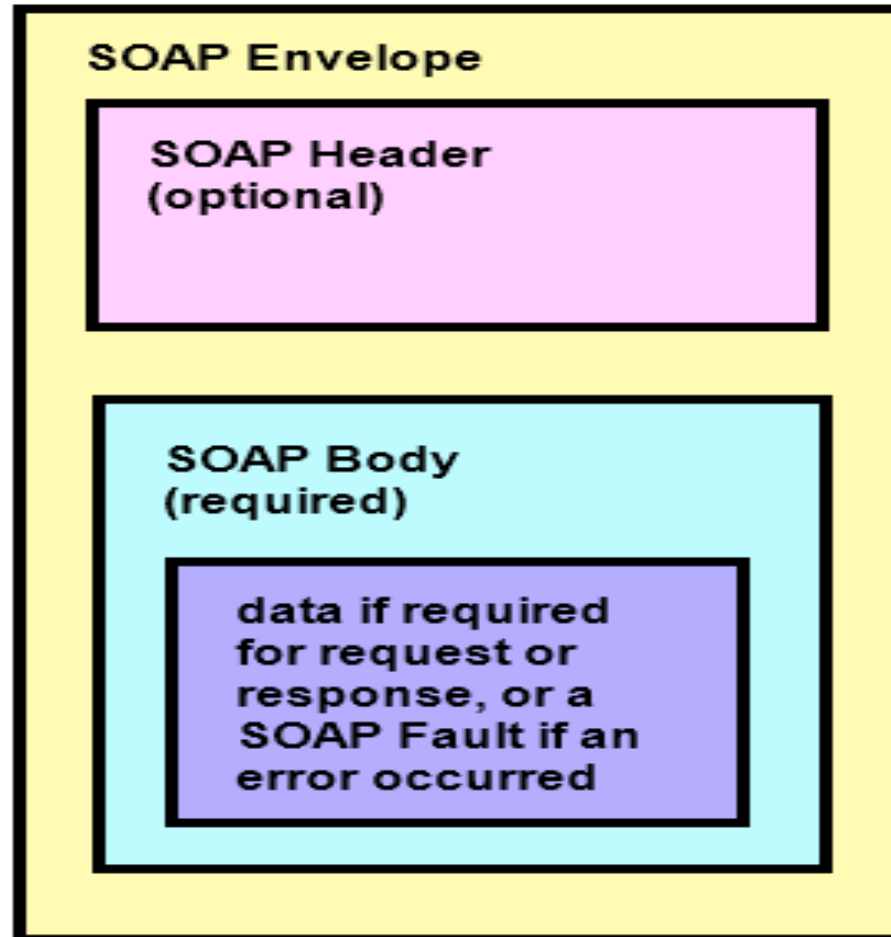 SOAP Envelope
SOAP Header
(optional)
SOAP Body
(required)
data if required
for request or
response, or a
SOAP Fault if an
error occurred